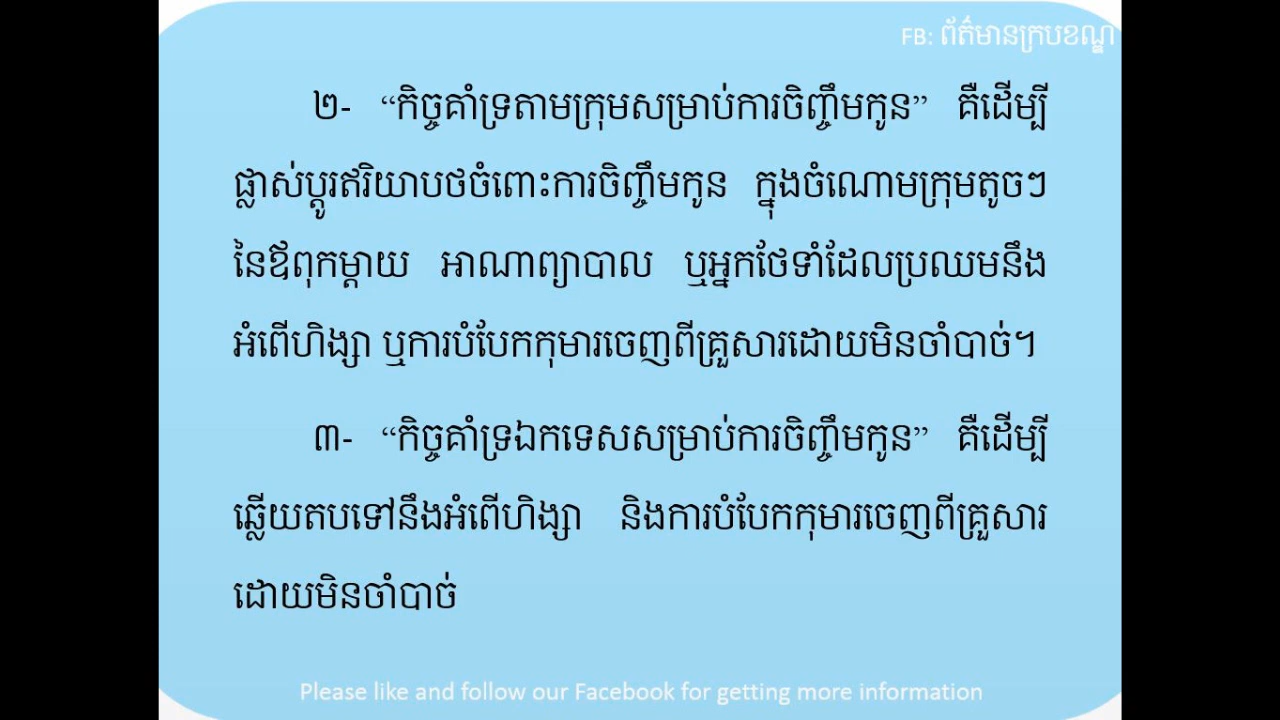 FB: ព័ត៌មានក្របខណ្ឌ
២- “កិច្ចគាំទ្រតាមក្រុមសម្រាប់ការចិញ្ចឹមកូន” គឺដើម្បី
ផ្លាស់ប្តូរឥរិយាបថចំពោះការចិញ្ចឹមកូន ក្នុងចំណោមក្រុមតូចៗ
នៃឪពុកម្តាយ អាណាព្យាបាល ឬអ្នកថែទាំដែលប្រឈមនឹង
អំពើហិង្សា ឬការបំបែកកុមារចេញពីគ្រួសារដោយមិនចាំបាច់។
៣- “កិច្ចគាំទ្រឯកទេសសម្រាប់ការចិញ្ចឹមកូន” គឺដើម្បី
ឆ្លើយតបទៅនឹងអំពើហិង្សា និងការបំបែកកុមារចេញពីគ្រួសារ
ដោយមិនចាំបាច់
Please like and follow our Facebook for getting more information